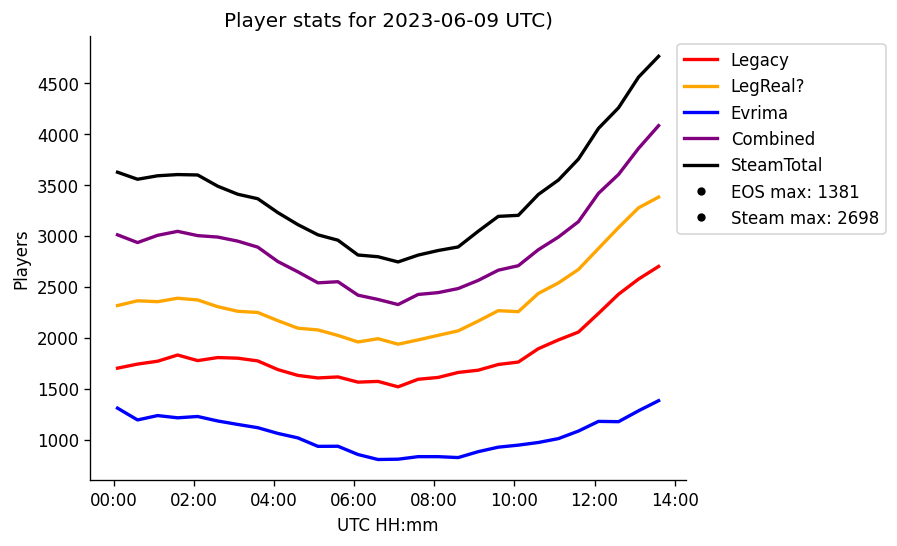 Player stats for 2023-06-09 UTC)
Players
4500
4000
3500
3000
2500
2000
1500
1000
00:00 02:00 04:00 06:00 08:00 10:00 12:00 14:00
UTC HH:mm
Legacy
LegReal?
Evrima
Combined
SteamTotal
EOS max: 1381
Steam max: 2698